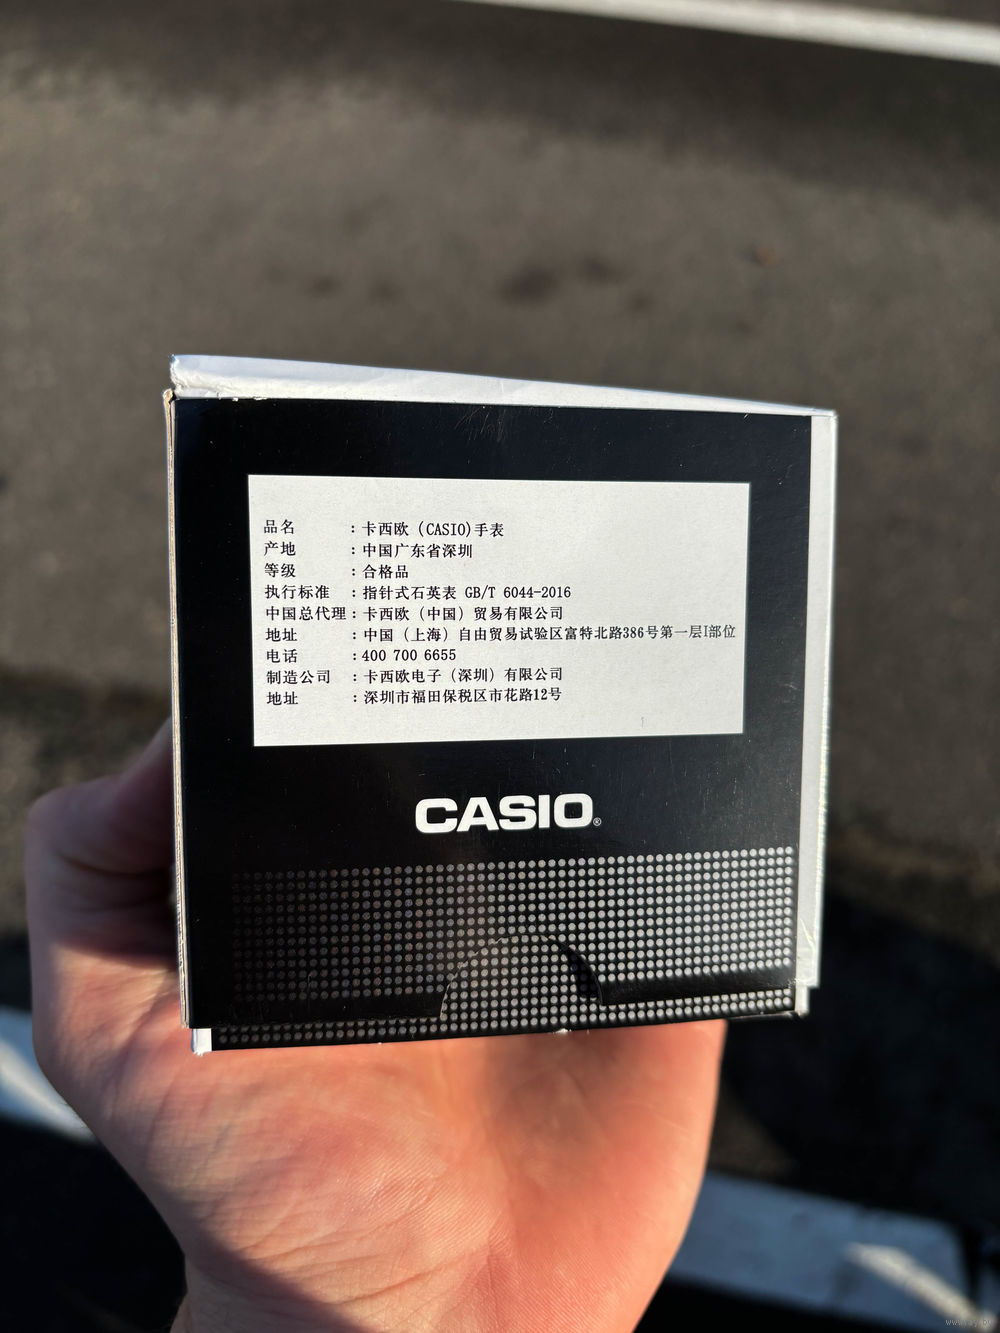 品名 : 卡西欧 (CASIO)手表
产地 : 中国广东省深圳
等级 : 合格品
执行标准 : 指针式石英表 GB/T 6044-2016
中国总代理 : 卡西欧 (中国) 贸易有限公司
地址 : 中国 (上海) 自由贸易试验区富特北路386号第一层I部位
电话 : 400 700 6655
制造公司 : 卡西欧电子 (深圳) 有限公司
地址 : 深圳市福田保税区市花路12号
CASIO®